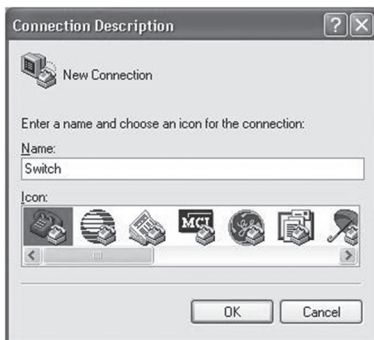 Connection Description
New Connection
Enter a name and choose an icon for the connection:
Name:
Switch
Icon:
MCI
OK Cancel